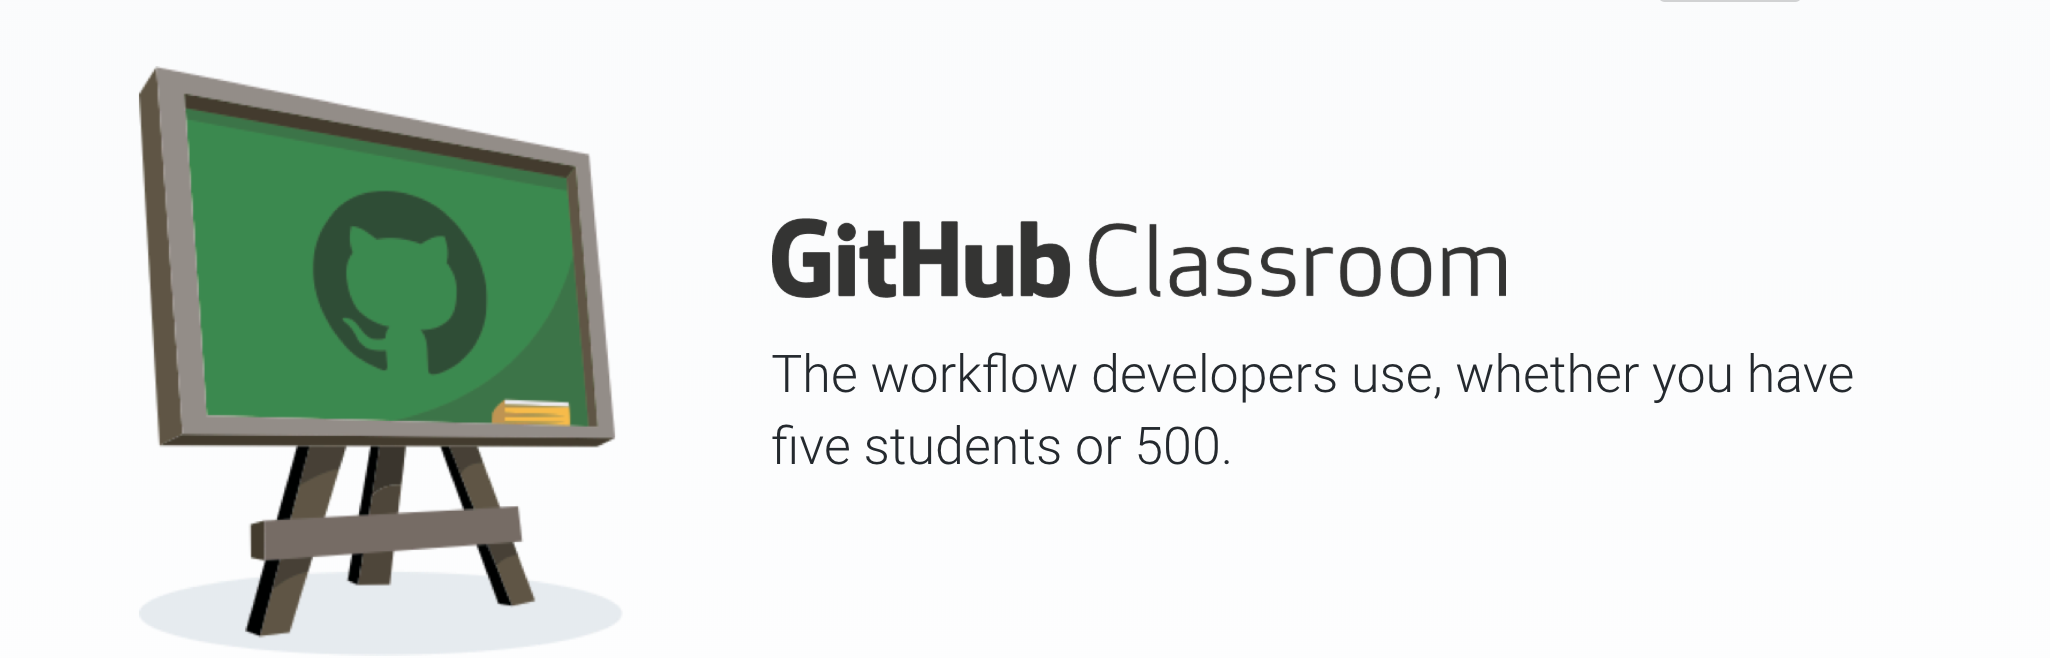 GitHub Classroom
The workflow developers use, whether you have
five students or 500.